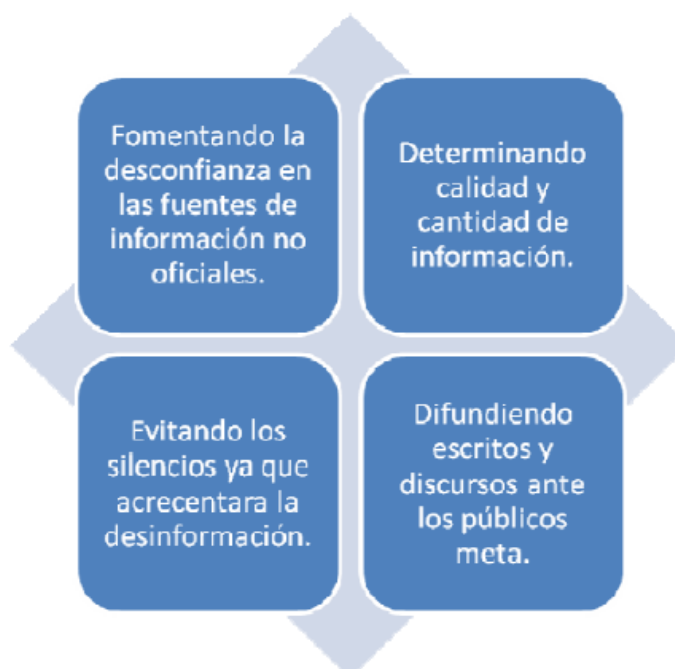 Fomentando la
desconfianza en
las fuentes de
información no
oficiales.
Determinando
calidad y
cantidad de
información.
Evitando los
silencios ya que
acrecentara la
desinformación.
Difundiendo
escritos y
discursos ante
los públicos
meta.